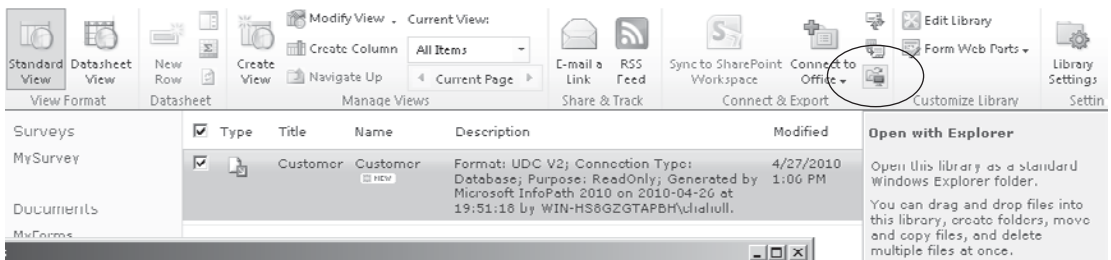 Standard View
Datasheet View
View Format
New Row
Datasheet
Create View
Modify View
Create Column
Navigate Up
Current View:
All Items
Current Page
Manage Views
E-mail a Link
RSS Feed
Share & Track
Sync to SharePoint Workspace
Connect to Office
Connect & Export
Edit Library
Form Web Parts
Customize Library
Library Settings
Settin
Surveys
MySurvey
Documents
MyForms
Type Title Name Description Modified
Customer Customer Format: UDC V2; Connection Type: 4/27/2010
NEW Database; Purpose: ReadOnly; Generated by 1:06 PM
Microsoft InfoPath 2010 on 2010-04-26 at
19:51:18 by
Open with Explorer
Open this library as a standard
Windows Explorer folder.
You can drag and drop files into
this library, create folders, move
and copy files, and delete
multiple files at once.